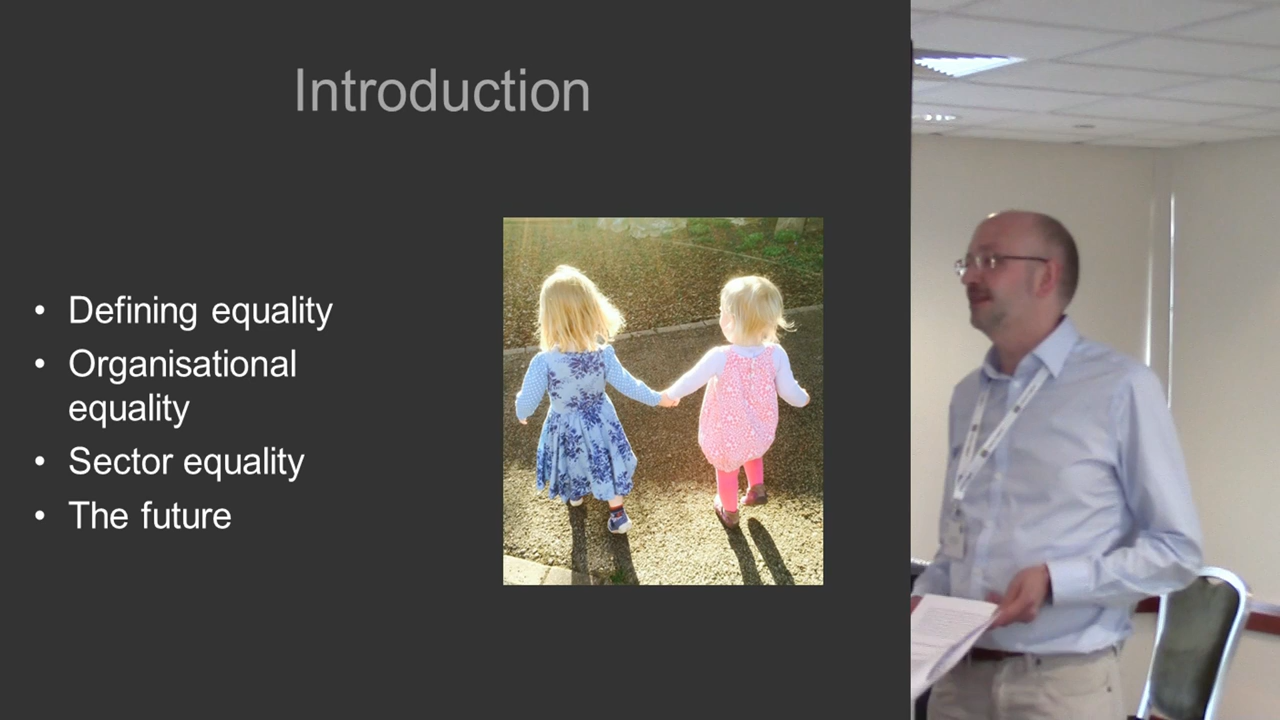 Introduction
• Defining equality
• Organisational
equality
• Sector equality
• The future